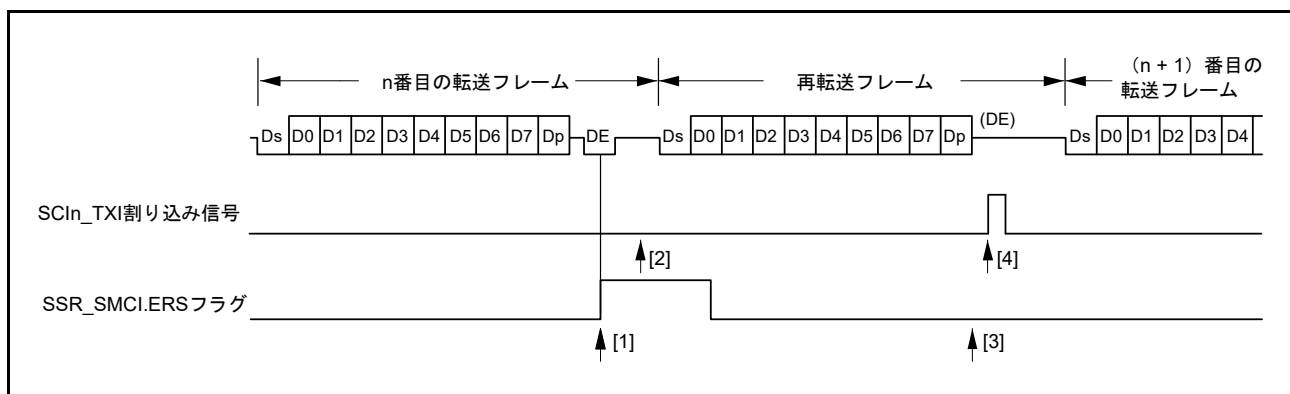 n番目の転送フレーム
再転送フレーム
（n + 1）番目の
転送フレーム
Ds D0 D1 D2 D3 D4 D5 D6 D7 Dp DE Ds D0 D1 D2 D3 D4 D5 D6 D7 Dp (DE) Ds D0 D1 D2 D3 D4
SCIn_TXI割り込み信号
[2] [4]
SSR_SMCI.ERSフラグ
[1] [3]